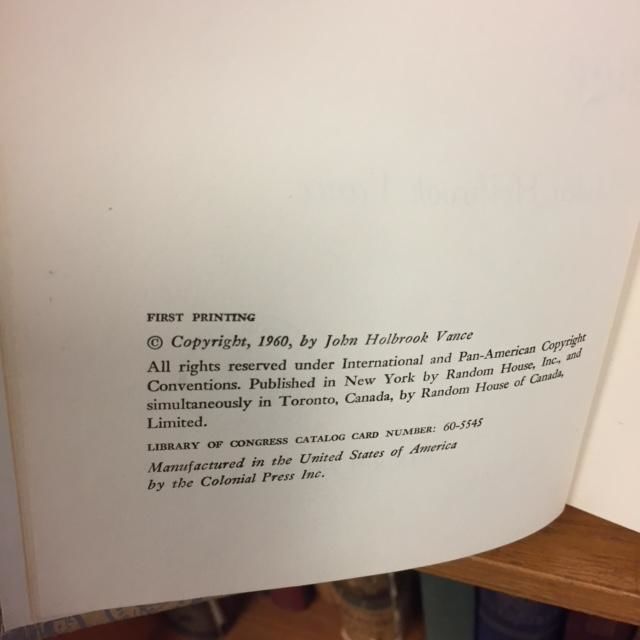 FIRST PRINTING
© Copyright, 1960, by John Holbrook Vance
All rights reserved under International and Pan-American Copyright
Conventions. Published in New York by Random House, Inc., and
simultaneously in Toronto, Canada, by Random House of Canada,
Limited.
LIBRARY OF CONGRESS CATALOG CARD NUMBER: 60-5545
Manufactured in the United States of America
by the Colonial Press Inc.